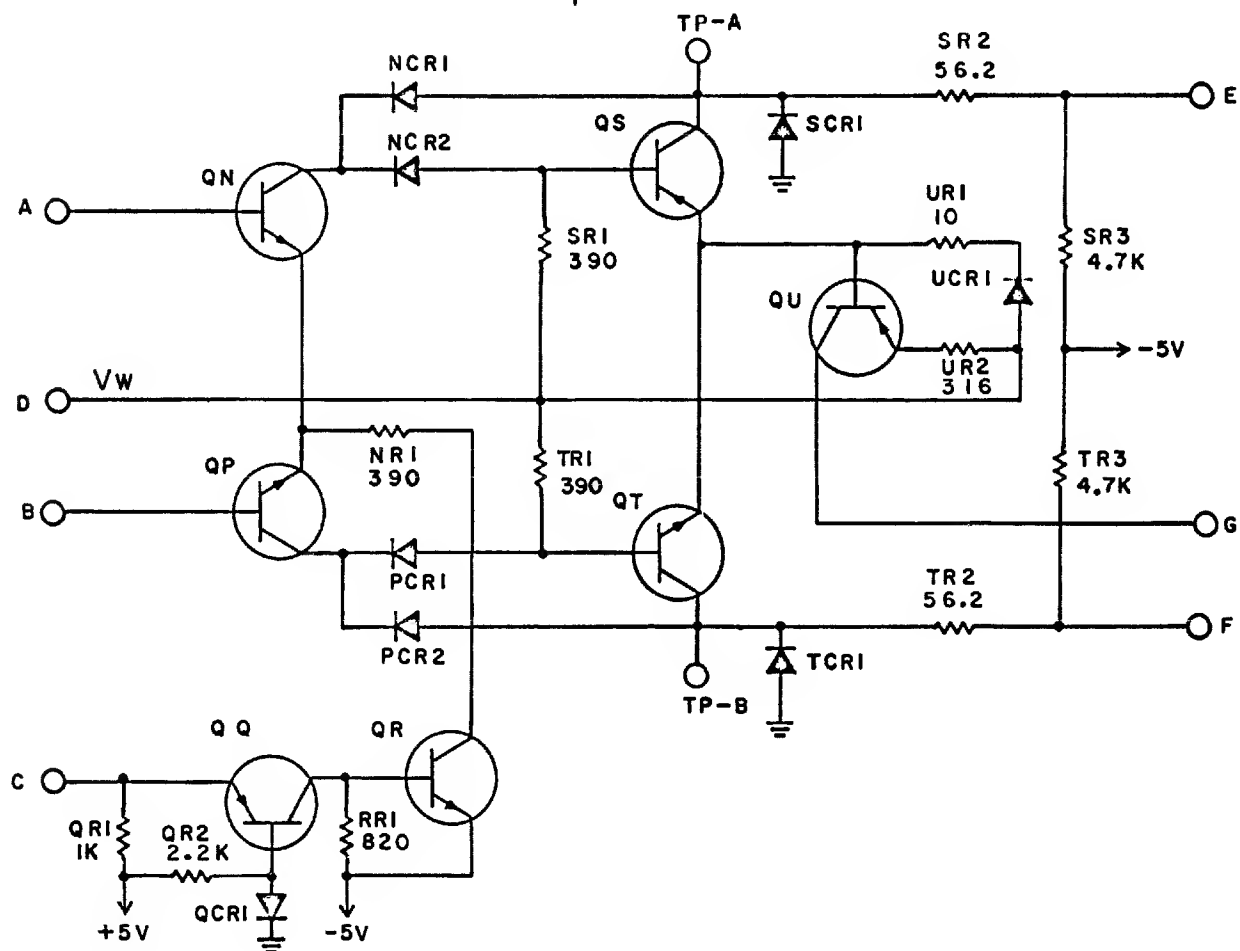 TP-A
SR2
56.2
NCR1
E
QS
SCR1
NCR2
QN
UR1
10
A
SR1
390
SR3
4.7K
UCR1
QU
-5V
Vw
D
UR2
316
NR1
390
TR1
390
QP
TR3
4.7K
QT
B
G
PCR1
TR2
56.2
F
PCR2
TCR1
TP-B
QQ
QR
C
QR1
1K
QR2
2.2K
RR1
820
QCR1
+5V
-5V